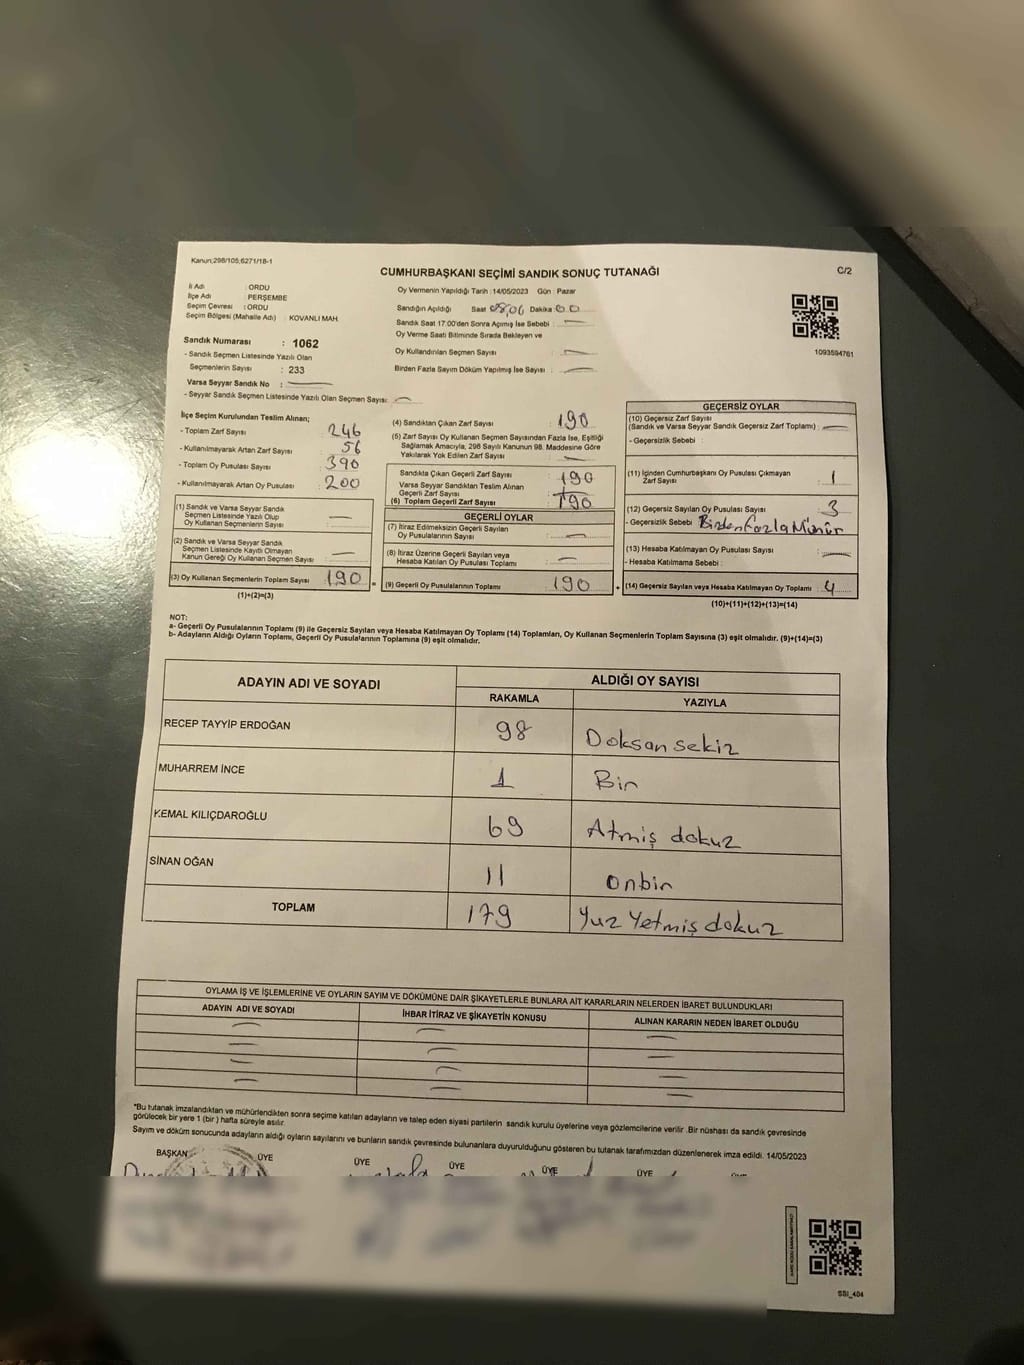 Kanun;298/105;6271/18-1
CUMHURBAŞKANI SEÇİMİ SANDIK SONUÇ TUTANAĞI
C/2
İl Adı : ORDU
İlçe Adı : PERŞEMBE
Seçim Çevresi : ORDU
Seçim Bölgesi (Mahalle Adı) : KOVANLI MAH.
Sandık Numarası : 1062
- Sandık Seçmen Listesinde Yazılı Olan
Seçmenlerin Sayısı : 233
Varsa Seyyar Sandık No :
- Seyyar Sandık Seçmen Listesinde Yazılı Olan Seçmen Sayısı:
Oy Vermenin Yapıldığı Tarih :14/05/2023 Gün : Pazar
Sandığın Açıldığı Saat 08,06 Dakika 00
Sandık Saat 17:00'den Sonra Açımış İse Sebebi :
Oy Verme Saati Bitiminde Sırada Bekleyen ve
Oy Kullandırılan Seçmen Sayısı
Birden Fazla Sayım Döküm Yapılmış İse Sayısı :
1093594761
İlçe Seçim Kurulundan Teslim Alınan;
- Toplam Zarf Sayısı : 246
- Kullanılmayarak Artan Zarf Sayısı : 56
- Toplam Oy Pusulası Sayısı : 390
- Kullanılmayarak Artan Oy Pusulası : 200
(1) Sandık ve Varsa Seyyar Sandık
Seçmen Listesinde Yazılı Olup
Oy Kullanan Seçmenlerin Sayısı :
(2) Sandık ve Varsa Seyyar Sandık
Seçmen Listesinde Kayıtlı Olmayan
Kanun Gereği Oy Kullanan Seçmen Sayısı :
(3) Oy Kullanan Seçmenlerin Toplam Sayısı : 190
(1)+(2)=(3)
(4) Sandıktan Çıkan Zarf Sayısı : 190
(5) Zarf Sayısı Oy Kullanan Seçmen Sayısından Fazla İse, Eşitliği
Sağlamak Amacıyla, 298 Sayılı Kanunun 98. Maddesine Göre
Yakılarak Yok Edilen Zarf Sayısı :
Sandıkta Çıkan Geçerli Zarf Sayısı : 190
Varsa Seyyar Sandıktan Teslim Alınan
Geçerli Zarf Sayısı
(6) Toplam Geçerli Zarf Sayısı : 190
GEÇERLİ OYLAR
(7) İtiraz Edilmeksizin Geçerli Sayılan
Oy Pusulalarının Sayısı :
(8) İtiraz Üzerine Geçerli Sayılan veya
Hesaba Katılan Oy Pusulası Toplamı :
= (9) Geçerli Oy Pusulalarının Toplamı : 190 +
GEÇERSİZ OYLAR
(10) Geçersiz Zarf Sayısı
(Sandık ve Varsa Seyyar Sandık Geçersiz Zarf Toplamı) :
- Geçersizlik Sebebi :
(11) İçinden Cumhurbaşkanı Oy Pusulası Çıkmayan
Zarf Sayısı : 1
(12) Geçersiz Sayılan Oy Pusulası Sayısı : 3
- Geçersizlik Sebebi : Birden fazla Mühür
(13) Hesaba Katılmayan Oy Pusulası Sayısı :
- Hesaba Katılmama Sebebi :
(14) Geçersiz Sayılan veya Hesaba Katılmayan Oy Toplamı : 4
(10)+(11)+(12)+(13)=(14)
NOT:
a- Geçerli Oy Pusulalarının Toplamı (9) ile Geçersiz Sayılan veya Hesaba Katılmayan Oy Toplamı (14) Toplamları, Oy Kullanan Seçmenlerin Toplam Sayısına (3) eşit olmalıdır. (9)+(14)=(3)
b- Adayların Aldığı Oyların Toplamı, Geçerli Oy Pusulalarının Toplamına (9) eşit olmalıdır.
ADAYIN ADI VE SOYADI ALDIĞI OY SAYISI
RAKAMLA YAZIYLA
RECEP TAYYİP ERDOĞAN 98 Doksan sekiz
MUHARREM İNCE 1 Bir
KEMAL KILIÇDAROĞLU 69 Atmiş dokuz
SİNAN OĞAN 11 onbir
TOPLAM 179 Yuz Yetmiş dokuz
OYLAMA İŞ VE İŞLEMLERİNE VE OYLARIN SAYIM VE DÖKÜMÜNE DAİR ŞİKAYETLERLE BUNLARA AİT KARARLARIN NELERDEN İBARET BULUNDUKLARI
ADAYIN ADI VE SOYADI İHBAR İTİRAZ VE ŞİKAYETİN KONUSU ALINAN KARARIN NEDEN İBARET OLDUĞU
*Bu tutanak imzalandıktan ve mühürlendikten sonra seçime katılan adayların ve talep eden siyasi partilerin sandık kurulu üyelerine veya gözlemcilerine verilir .Bir nüshası da sandık çevresinde
görülecek bir yere 1 (bir ) hafta süreyle asılır.
Sayım ve döküm sonucunda adayların aldığı oyların sayılarını ve bunların sandık çevresinde bulunanlara duyurulduğunu gösteren bu tutanak tarafımızdan düzenlenerek imza edildi. 14/05/2023
BAŞKAN ÜYE ÜYE ÜYE ÜYE ÜYE
SSI_404